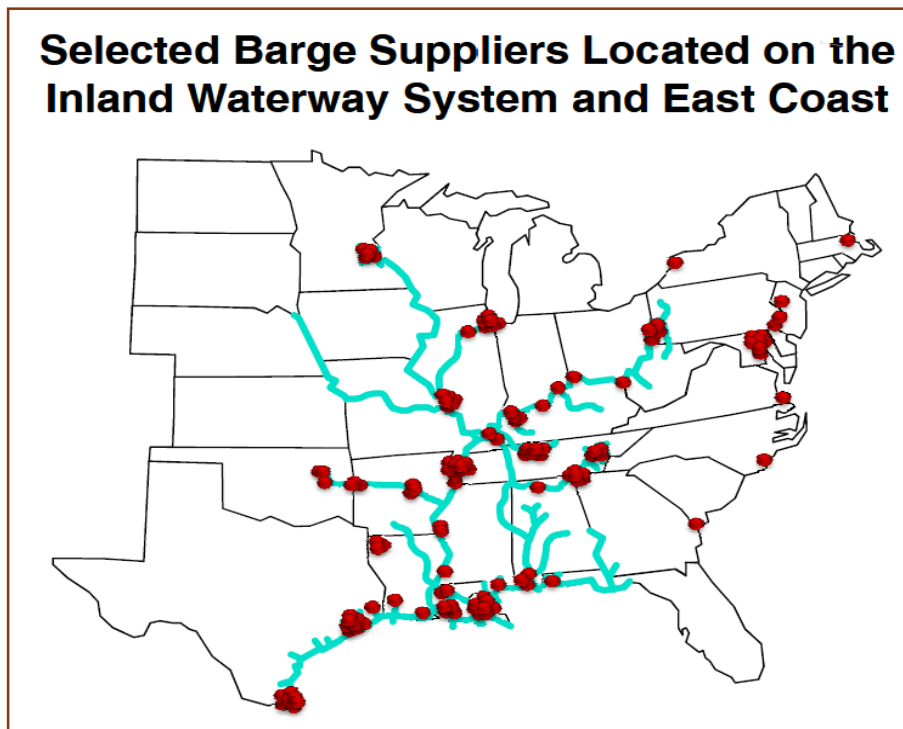 Selected Barge Suppliers Located on the
Inland Waterway System and East Coast